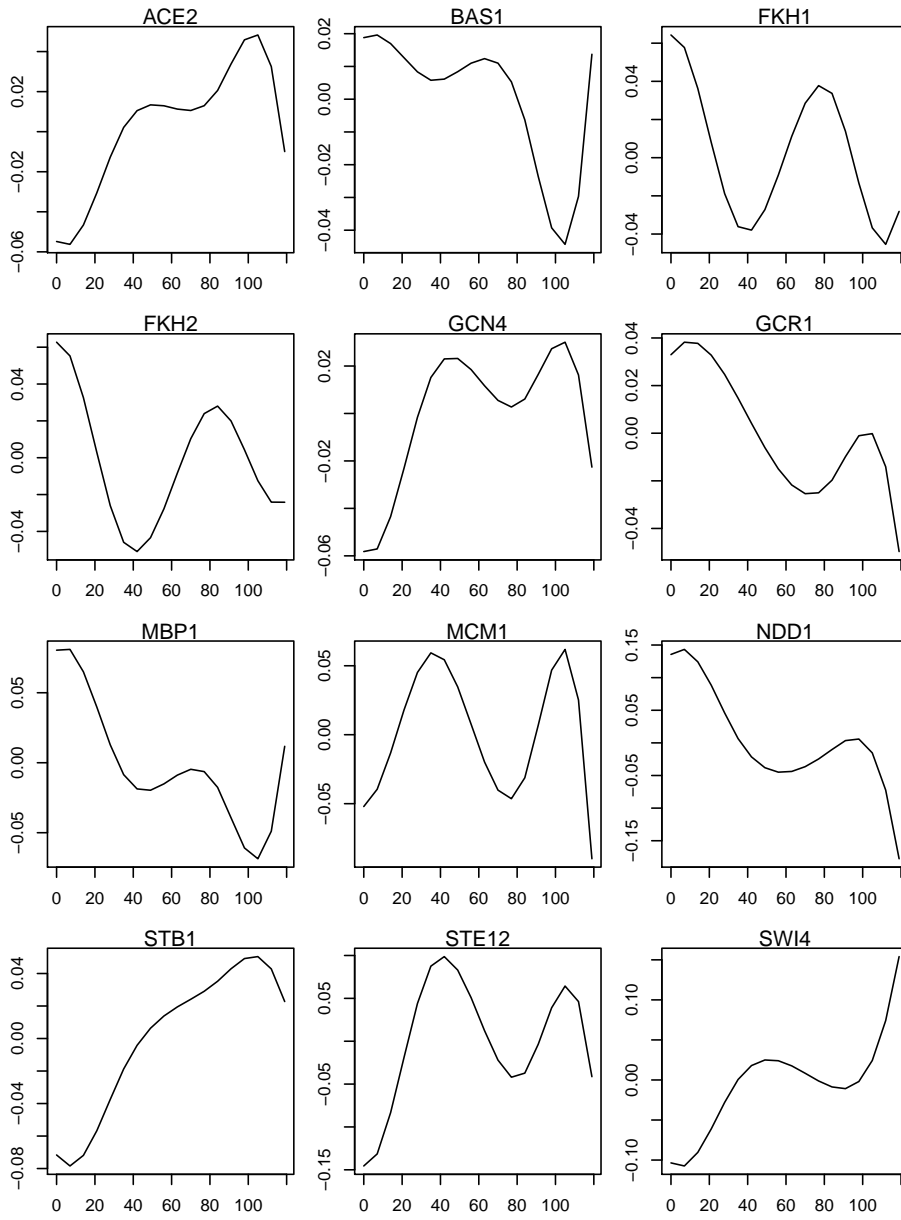 ACE2 BAS1 FKH1
−0.06 −0.02 0.02
−0.04 −0.02 0.00 0.02
−0.04 0.00 0.04
0 20 40 60 80 100
0 20 40 60 80 100
0 20 40 60 80 100
FKH2 GCN4 GCR1
−0.04 0.00 0.04
−0.06 −0.02 0.02
−0.04 0.00 0.04
0 20 40 60 80 100
0 20 40 60 80 100
0 20 40 60 80 100
MBP1 MCM1 NDD1
−0.05 0.00 0.05
−0.05 0.00 0.05
−0.15 −0.05 0.05 0.15
0 20 40 60 80 100
0 20 40 60 80 100
0 20 40 60 80 100
STB1 STE12 SWI4
−0.08 −0.04 0.00 0.04
−0.15 −0.05 0.05
−0.10 0.00 0.10
0 20 40 60 80 100
0 20 40 60 80 100
0 20 40 60 80 100